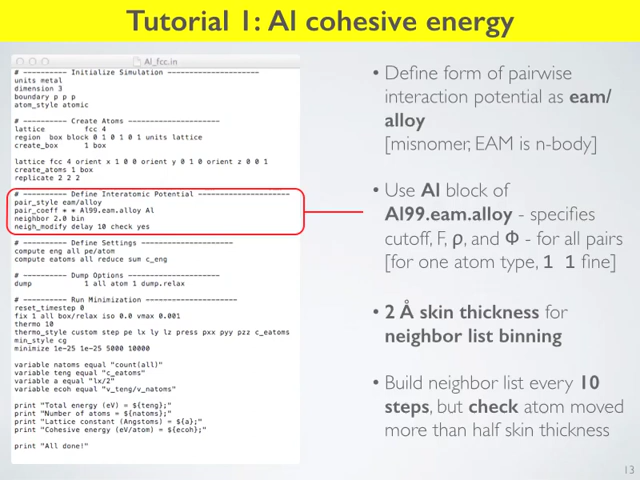 Tutorial 1: Al cohesive energy
Al_fcc.in
# ---------- Initialize Simulation ---------------------
units metal
dimension 3
boundary p p p
atom_style atomic
# ---------- Create Atoms ---------------------
lattice fcc 4
region box block 0 1 0 1 0 1 units lattice
create_box 1 box
lattice fcc 4 orient x 1 0 0 orient y 0 1 0 orient z 0 0 1
create_atoms 1 box
replicate 2 2 2
# ---------- Define Interatomic Potential ---------------------
pair_style eam/alloy
pair_coeff * * Al99.eam.alloy Al
neighbor 2.0 bin
neigh_modify delay 10 check yes
# ---------- Define Settings ---------------------
compute eng all pe/atom
compute eatoms all reduce sum c_eng
# ---------- Dump Options ---------------------
dump 1 all atom 1 dump.relax
# ---------- Run Minimization ---------------------
reset_timestep 0
fix 1 all box/relax iso 0.0 vmax 0.001
thermo 10
thermo_style custom step pe lx ly lz press pxx pyy pzz c_eatoms
min_style cg
minimize 1e-25 1e-25 5000 10000
variable natoms equal "count(all)"
variable teng equal "c_eatoms"
variable a equal "lx/2"
variable ecoh equal "v_teng/v_natoms"
print "Total energy (eV) = ${teng};"
print "Number of atoms = ${natoms};"
print "Lattice constant (Angstoms) = ${a};"
print "Cohesive energy (eV/atom) = ${ecoh};"
print "All done!"
• Define form of pairwise
interaction potential as eam/
alloy
[misnomer, EAM is n-body]
• Use Al block of
Al99.eam.alloy - specifies
cutoff, F, ρ, and Φ - for all pairs
[for one atom type, 1 1 fine]
• 2 Å skin thickness for
neighbor list binning
• Build neighbor list every 10
steps, but check atom moved
more than half skin thickness
13